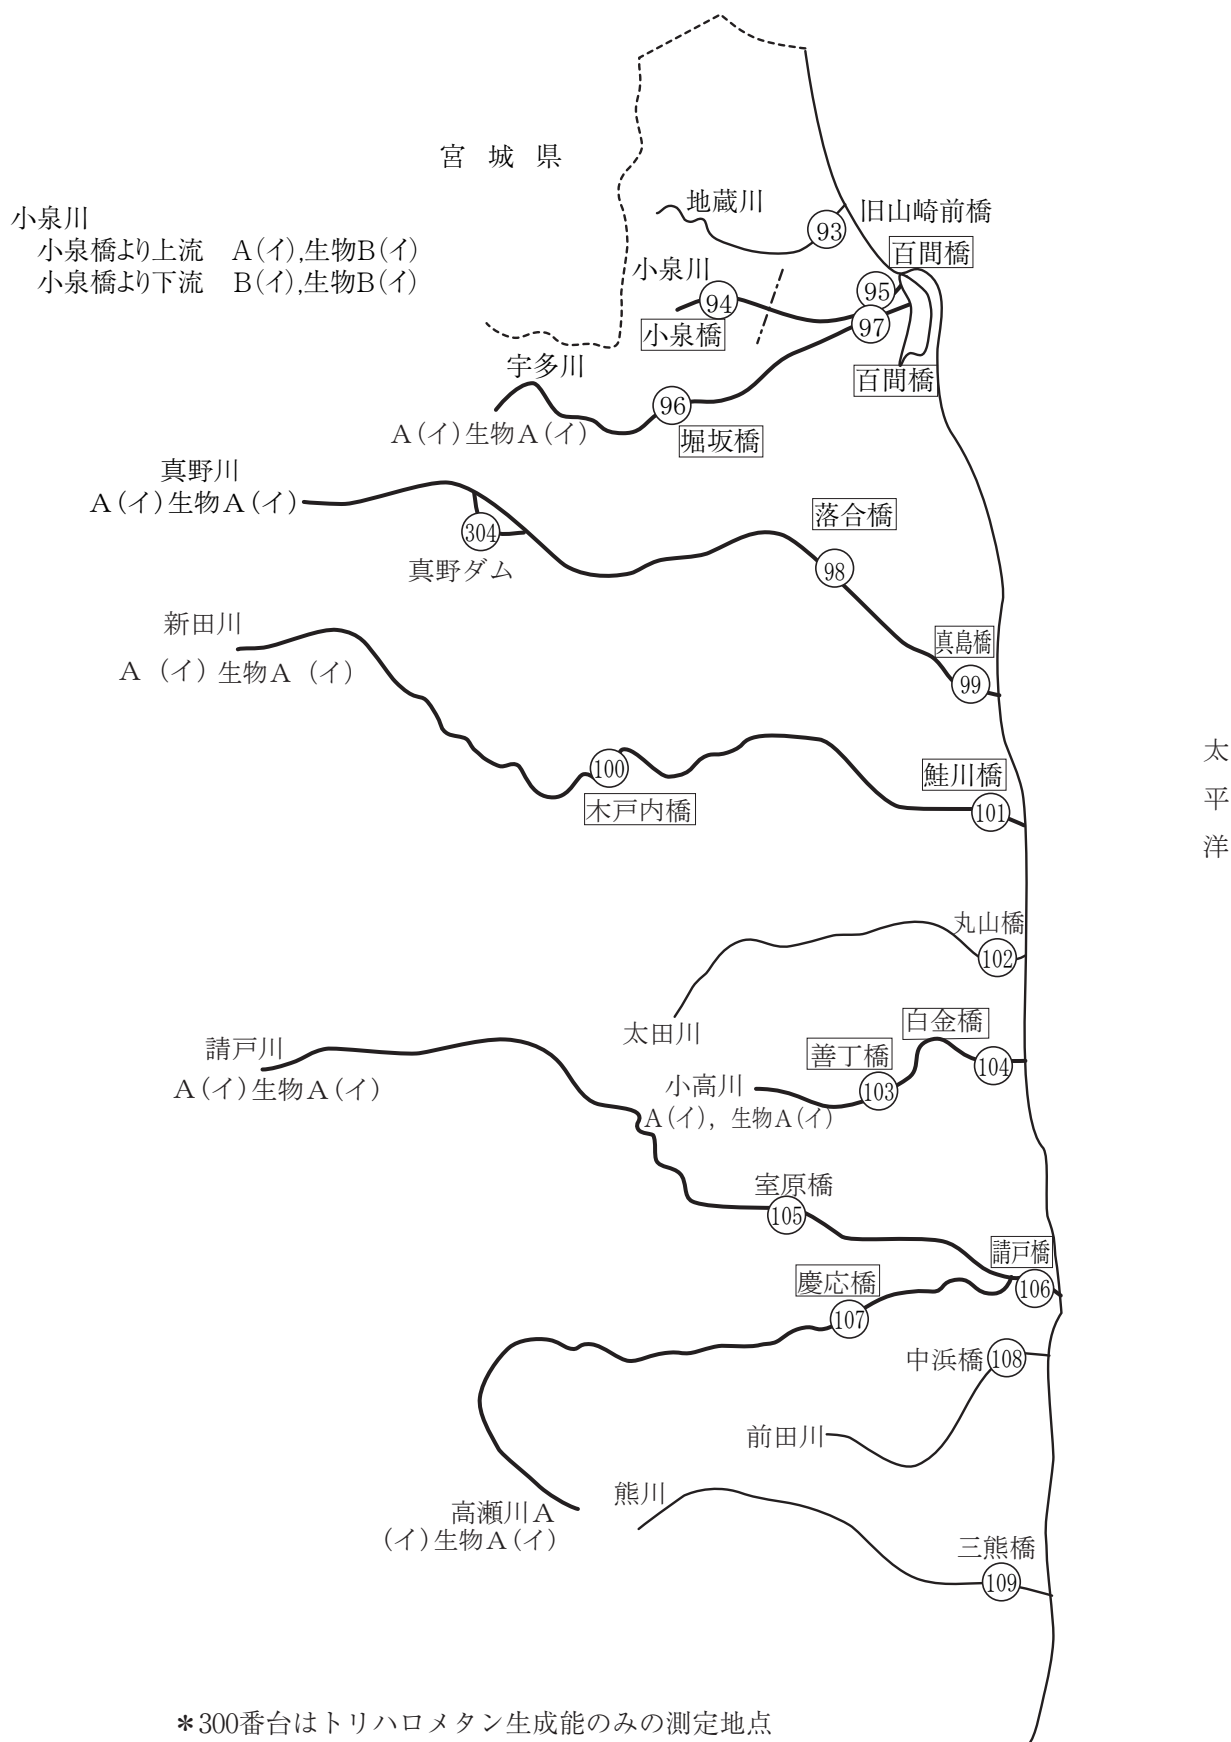 宮城県
地蔵川
93
旧山崎前橋
小泉川
小泉橋より上流 A(イ),生物B(イ)
小泉橋より下流 B(イ),生物B(イ)
百間橋
小泉川
94
95
小泉橋
97
宇多川
百間橋
96
A(イ)生物A(イ)
堀坂橋
真野川
A(イ)生物A(イ)
304
真野ダム
落合橋
98
新田川
A (イ) 生物A (イ)
真島橋
99
太平洋
100
木戸内橋
鮭川橋
101
丸山橋
102
太田川
請戸川
A(イ)生物A(イ)
白金橋
善丁橋
104
小高川
103
A(イ), 生物A(イ)
室原橋
105
請戸橋
106
慶応橋
107
中浜橋
108
前田川
熊川
高瀬川A
(イ)生物A(イ)
三熊橋
109
＊300番台はトリハロメタン生成能のみの測定地点